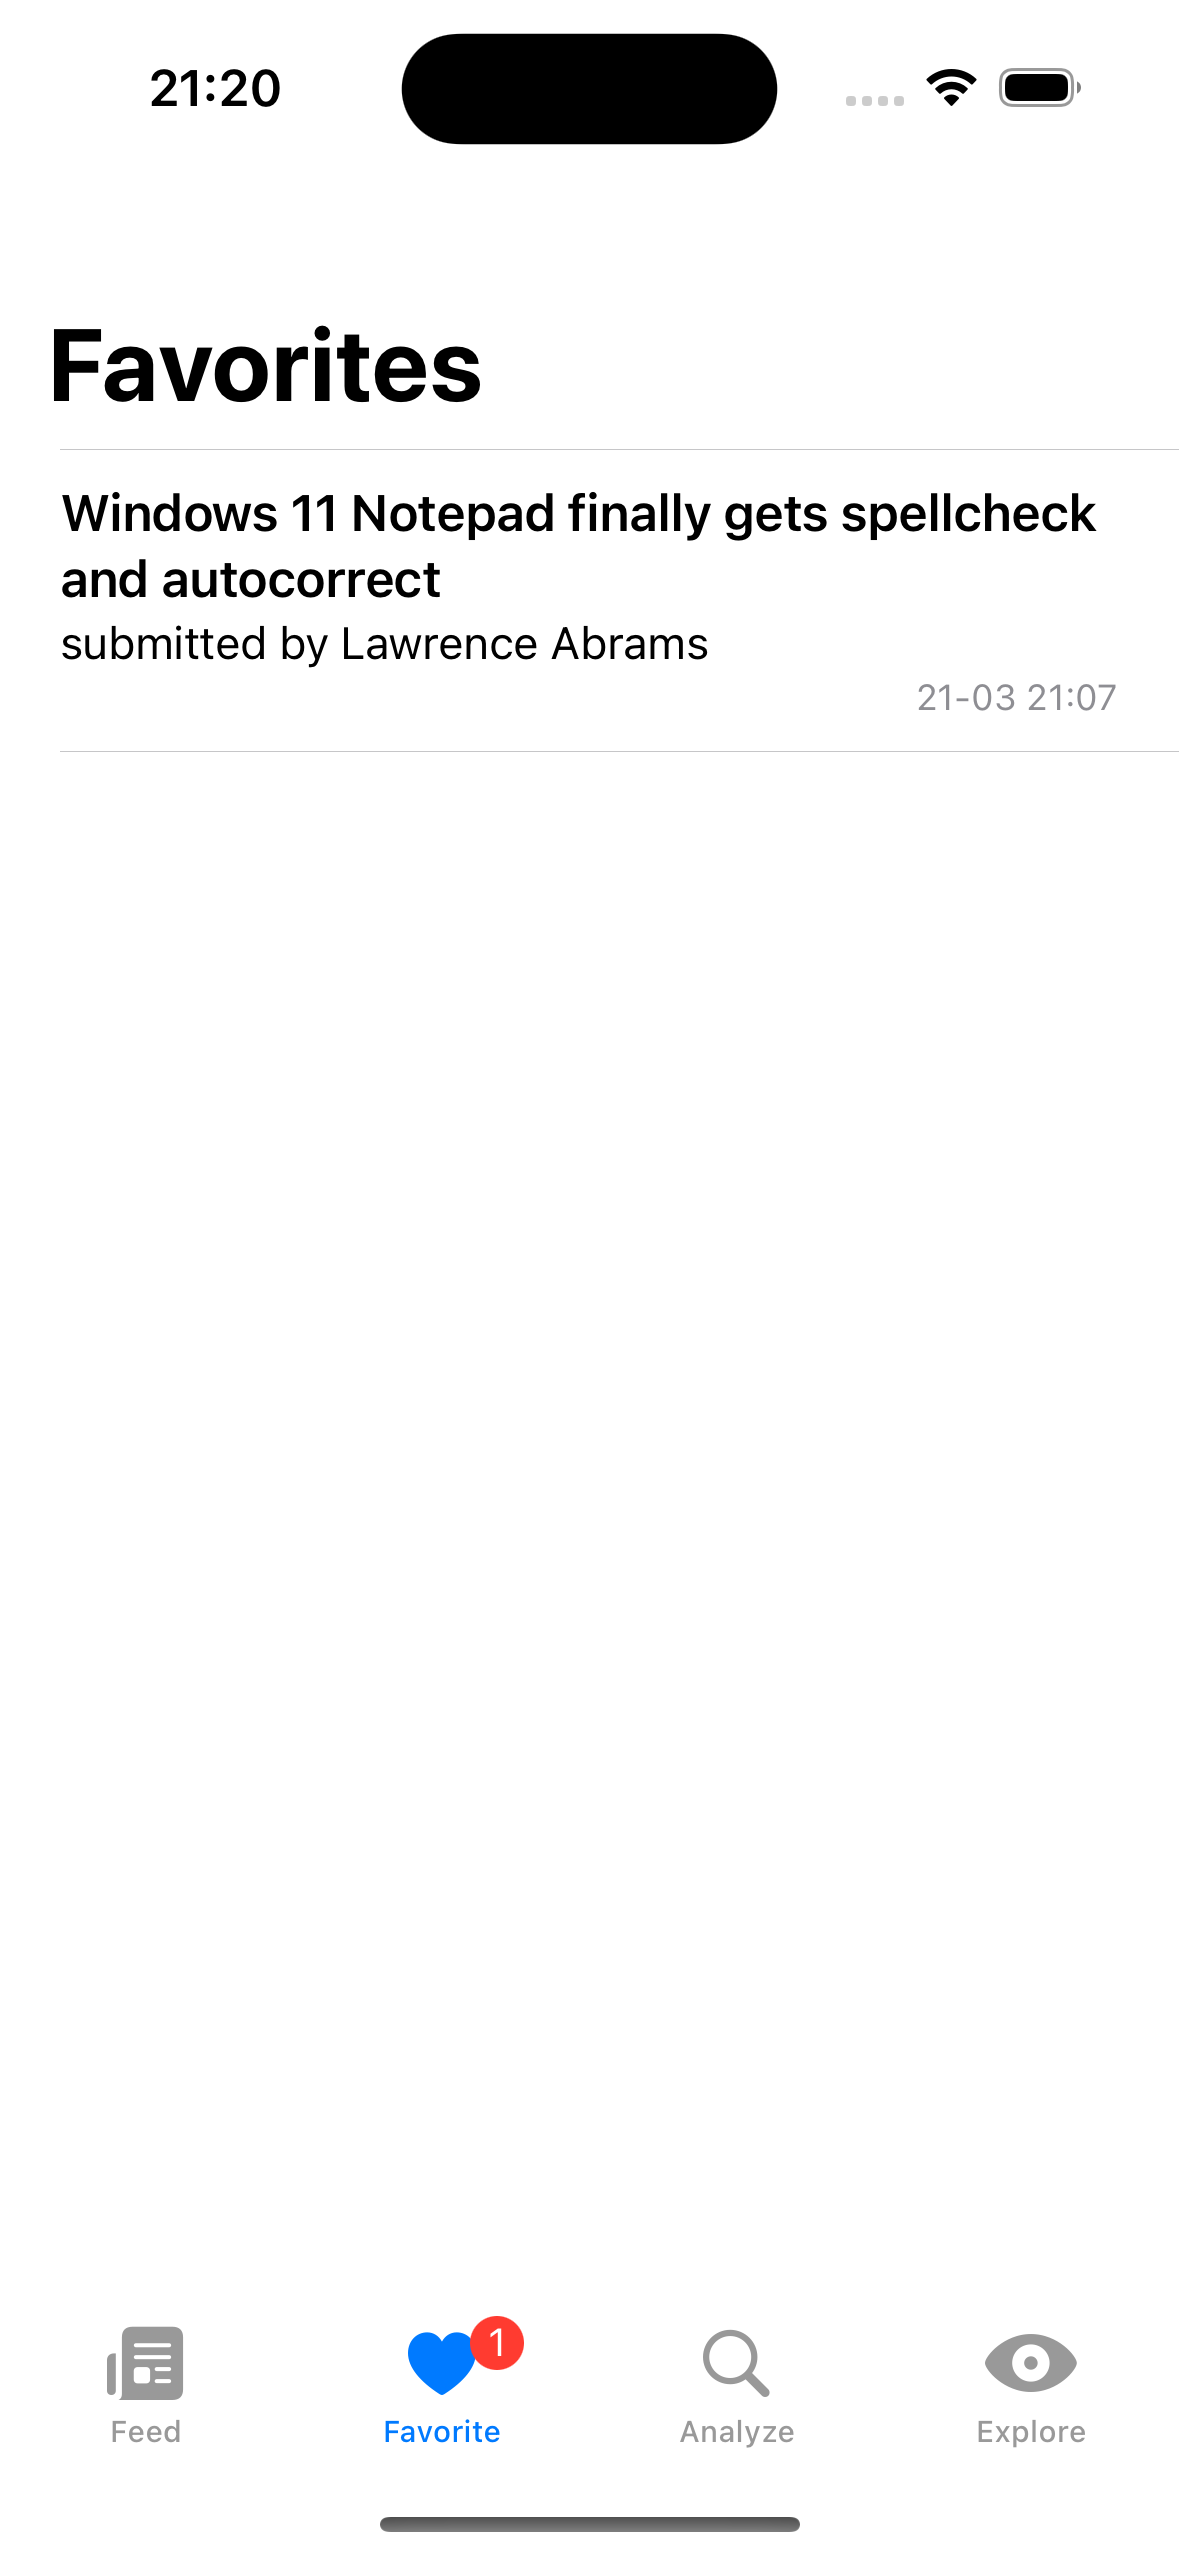 21:20
Favorites
Windows 11 Notepad finally gets spellcheck
and autocorrect
submitted by Lawrence Abrams
21-03 21:07
1
Feed
Favorite
Analyze
Explore